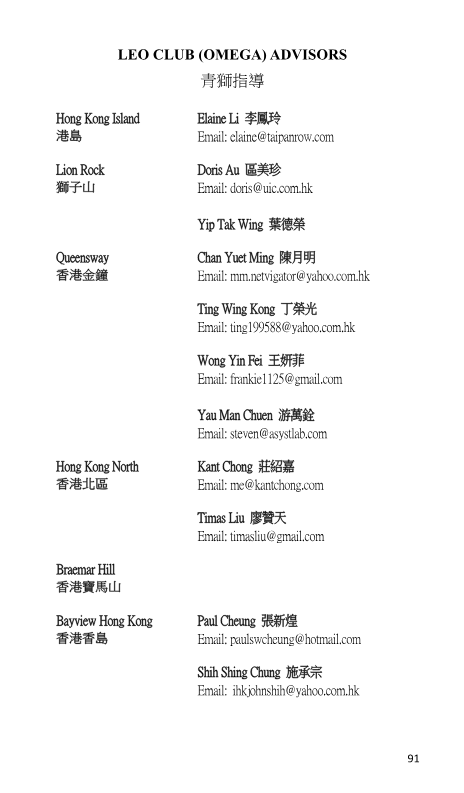 LEO CLUB (OMEGA) ADVISORS
青獅指導
Hong Kong Island Elaine Li 李鳳玲
港島 Email: elaine@taipanrow.com
Lion Rock Doris Au 區美珍
獅子山 Email: doris@uic.com.hk
Yip Tak Wing 葉德榮
Queensway Chan Yuet Ming 陳月明
香港金鐘 Email: mm.netvigator@yahoo.com.hk
Ting Wing Kong 丁榮光
Email: ting199588@yahoo.com.hk
Wong Yin Fei 王妍菲
Email: frankie1125@gmail.com
Yau Man Chuen 游萬銓
Email: steven@asystlab.com
Hong Kong North Kant Chong 莊紹嘉
香港北區 Email: me@kantchong.com
Timas Liu 廖贊天
Email: timasliu@gmail.com
Braemar Hill
香港寶馬山
Bayview Hong Kong Paul Cheung 張新煌
香港香島 Email: paulswcheung@hotmail.com
Shih Shing Chung 施承宗
Email: ihkjohnshih@yahoo.com.hk
91